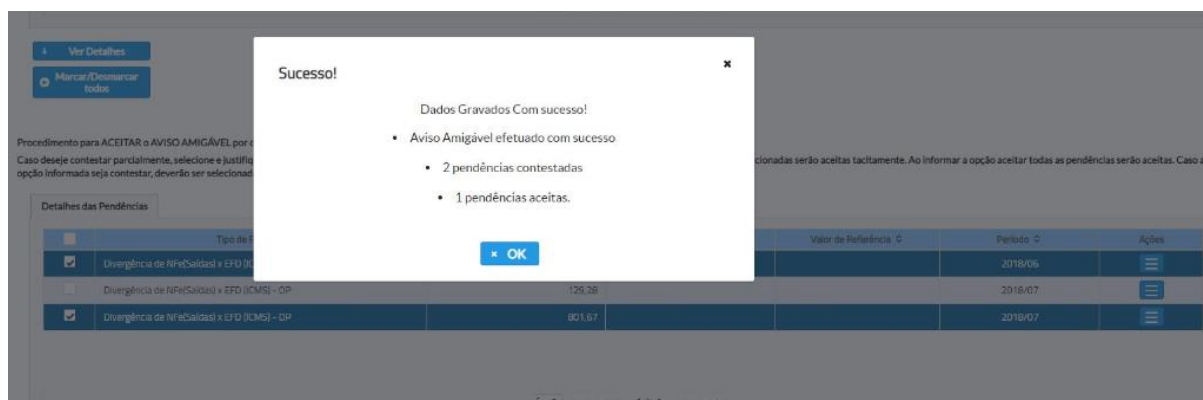 Ver Detalhes
Marcar/Desmarcar
todos
Sucesso!
Dados Gravados Com sucesso!
Aviso Amigável efetuado com sucesso
2 pendências contestadas
1 pendências aceitas.
OK
Procedimento para ACEITAR o AVISO AMIGÁVEL por
Caso deseje contestar parcialmente, selecione e justifiq cionadas serão aceitas tacitamente. Ao informar a opção aceitar todas as pendências serão aceitas. Caso a
opção informada seja contestar, deverão ser selecionad
Detalhes das Pendências
Tipo de Valor de Referência Período Ações
Divergência de NFe(Saídas) x EFD (IC 2018/06
Divergência de NFe(Saídas) x EFD (ICMS) - OP 129,28 2018/07
Divergência de NFe(Saídas) x EFD (ICMS) - OP 801,67 2018/07